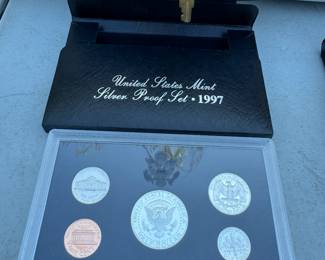 United States Mint
Silver Proof Set • 1997